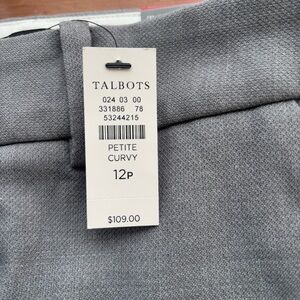 TALBOTS
024 03 00
331886 78
53244215
PETITE
CURVY
12P
$109.00